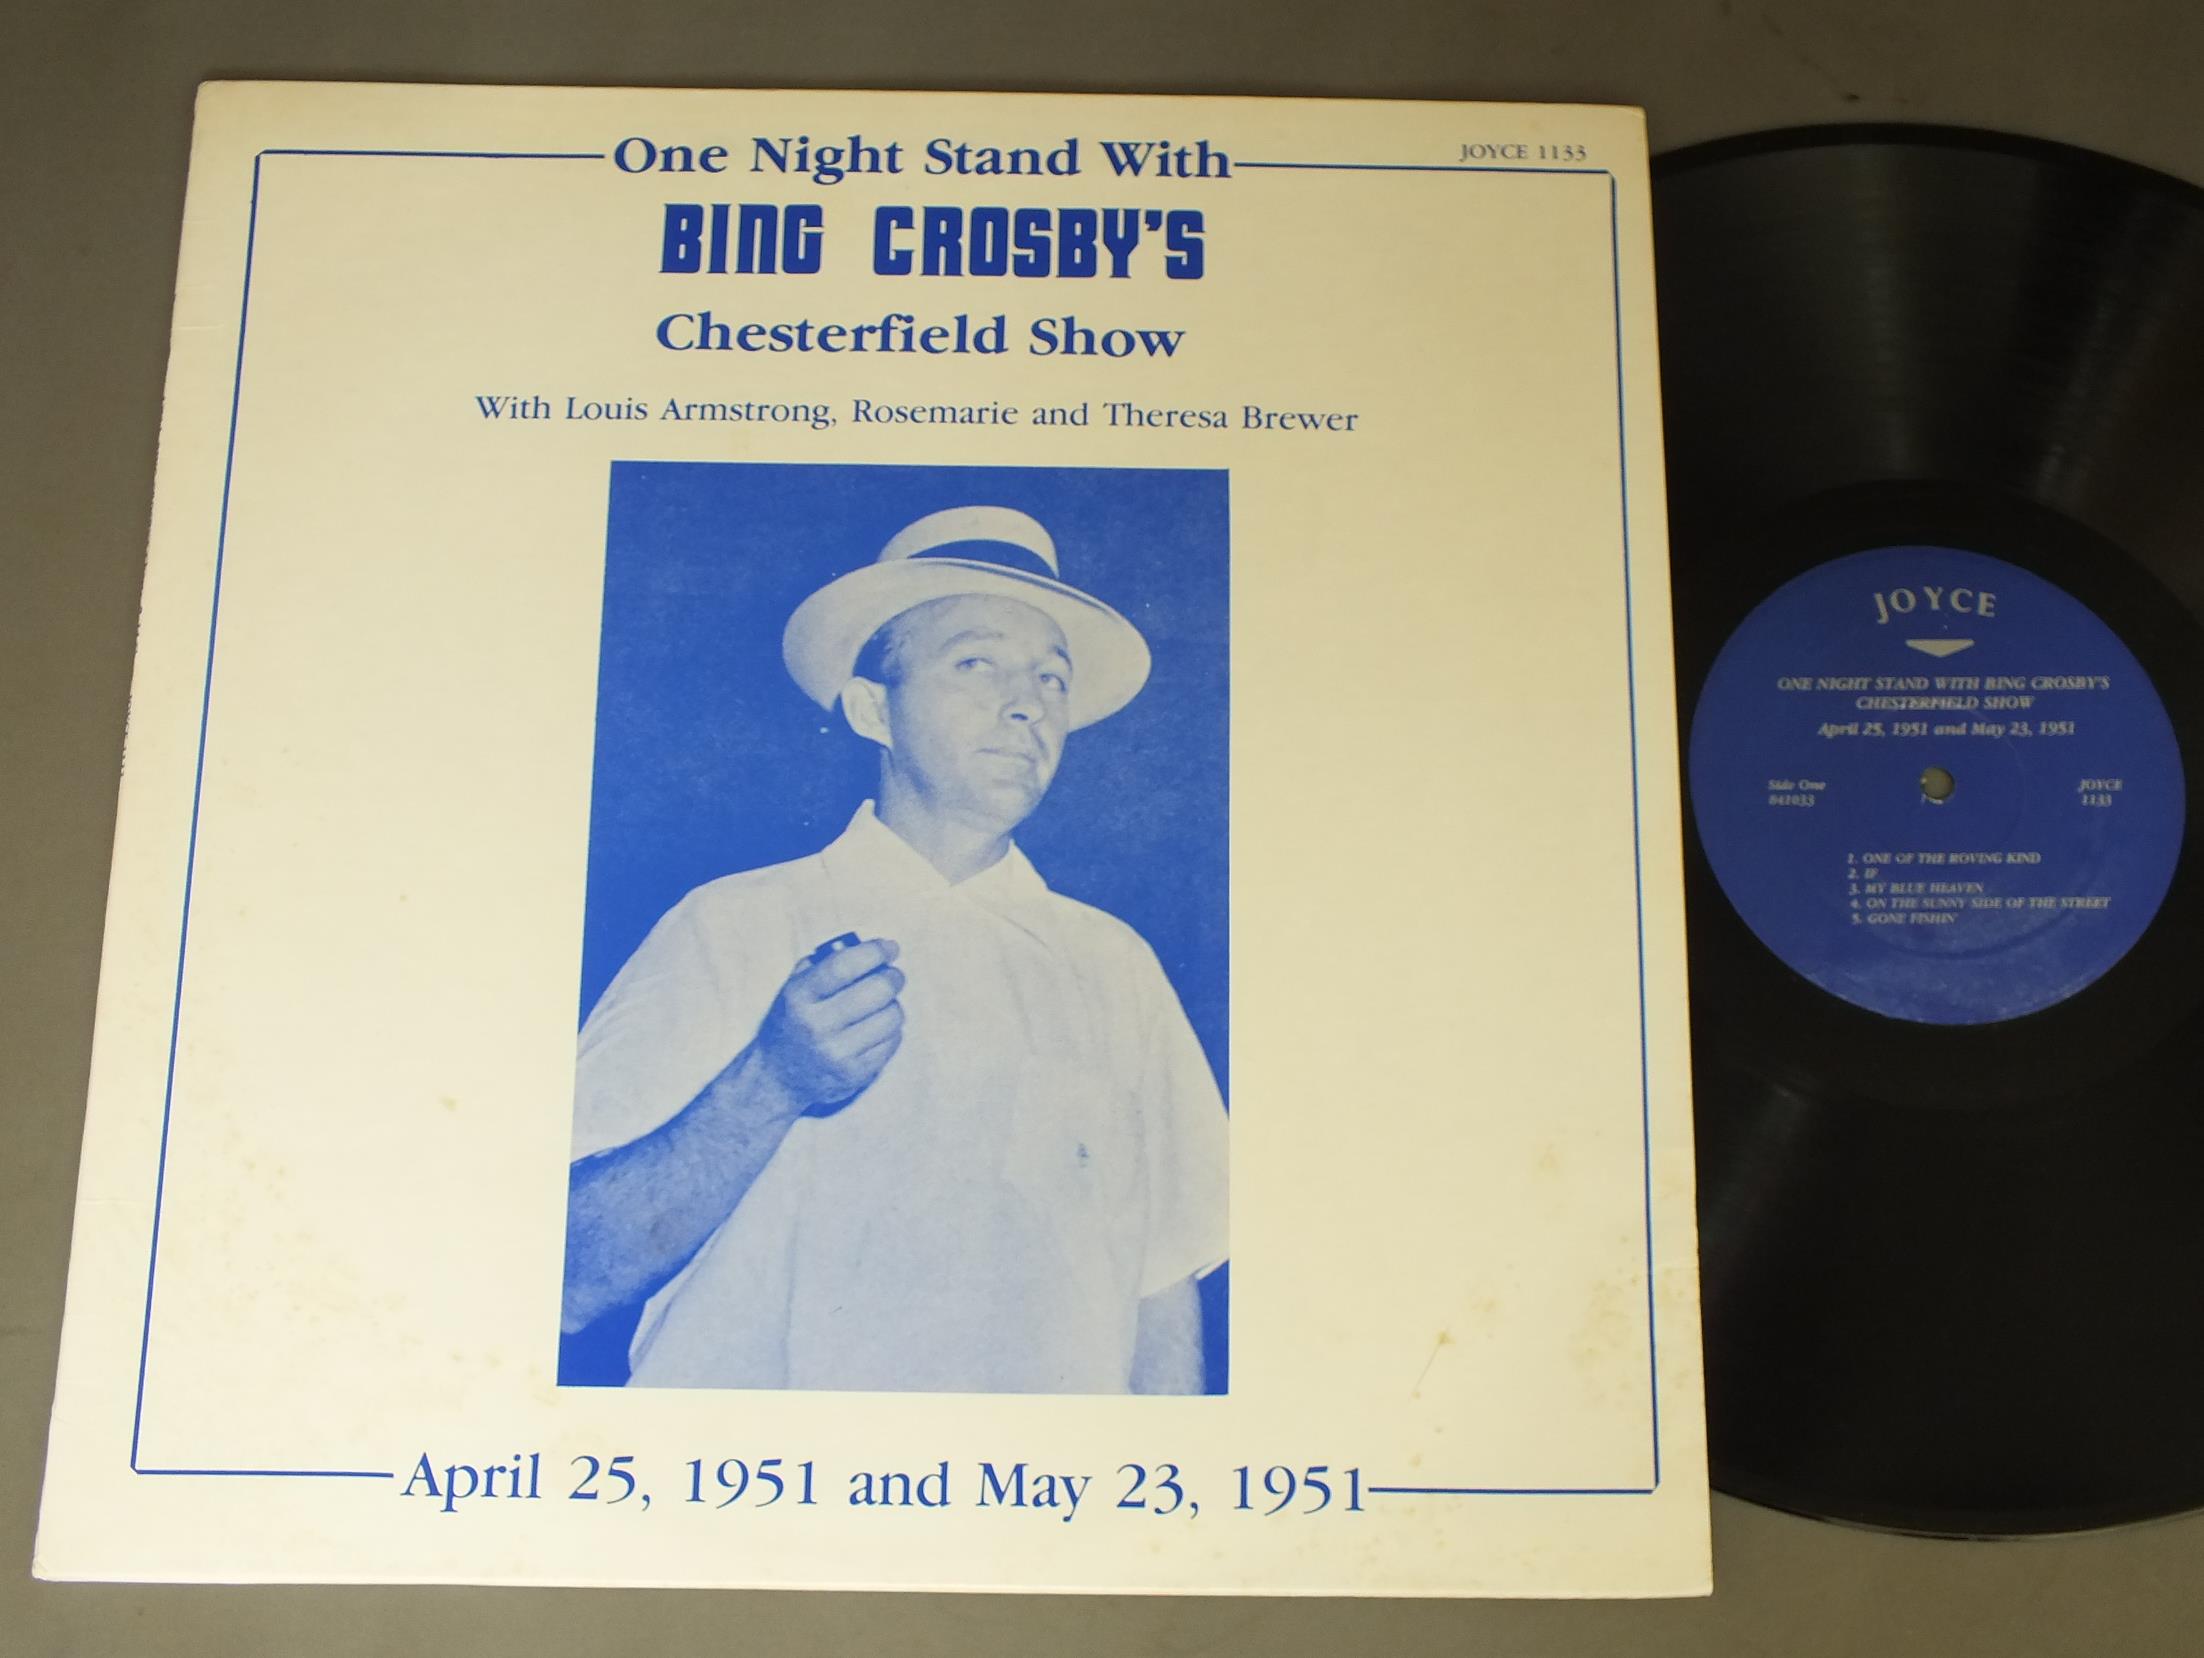 One Night Stand With
JOYCE 1133
BING CROSBY'S
Chesterfield Show
With Louis Armstrong, Rosemarie and Theresa Brewer
April 25, 1951 and May 23, 1951
JOYCE
ONE NIGHT STAND WITH BING CROSBY'S
CHESTERFIELD SHOW
April 25, 1951 and May 23, 1951
Side One
841033
JOYCE
1133
1. ONE OF THE ROVING KIND
2. IF
3. MY BLUE HEAVEN
4. ON THE SUNNY SIDE OF THE STREET
5. GONE FISHIN'